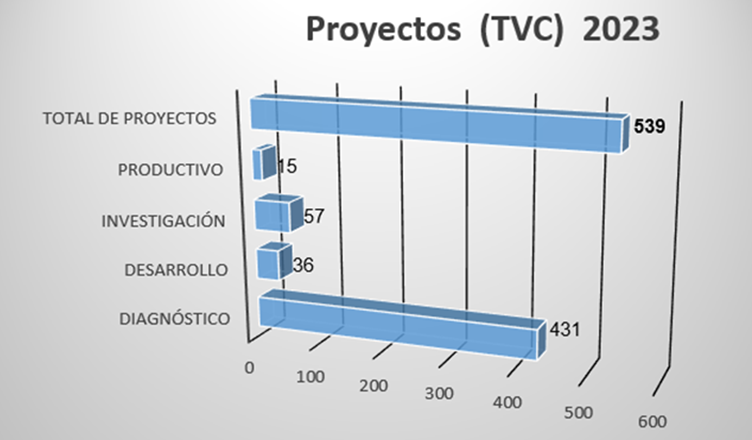 Proyectos (TVC) 2023
TOTAL DE PROYECTOS 539
PRODUCTIVO 15
INVESTIGACIÓN 57
DESARROLLO 36
DIAGNÓSTICO 431
0 100 200 300 400 500 600